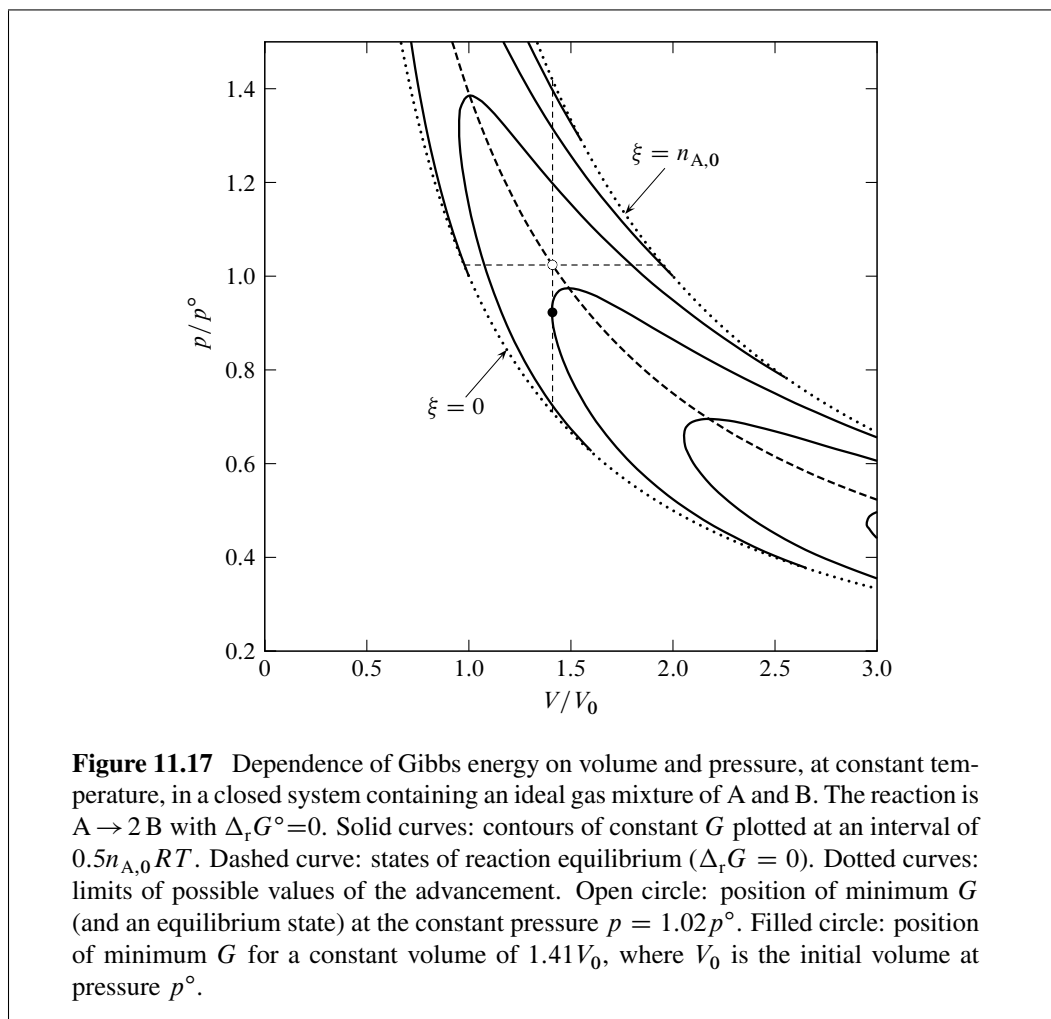 1.4
1.2
1.0
0.8
0.6
0.4
0.2
p/p°
ξ = n_A,0
ξ = 0
0 0.5 1.0 1.5 2.0 2.5 3.0
V/V_0
Figure 11.17 Dependence of Gibbs energy on volume and pressure, at constant tem-
perature, in a closed system containing an ideal gas mixture of A and B. The reaction is
A → 2 B with Δ_rG°=0. Solid curves: contours of constant G plotted at an interval of
0.5n_A,0RT. Dashed curve: states of reaction equilibrium (Δ_rG = 0). Dotted curves:
limits of possible values of the advancement. Open circle: position of minimum G
(and an equilibrium state) at the constant pressure p = 1.02p°. Filled circle: position
of minimum G for a constant volume of 1.41V_0, where V_0 is the initial volume at
pressure p°.